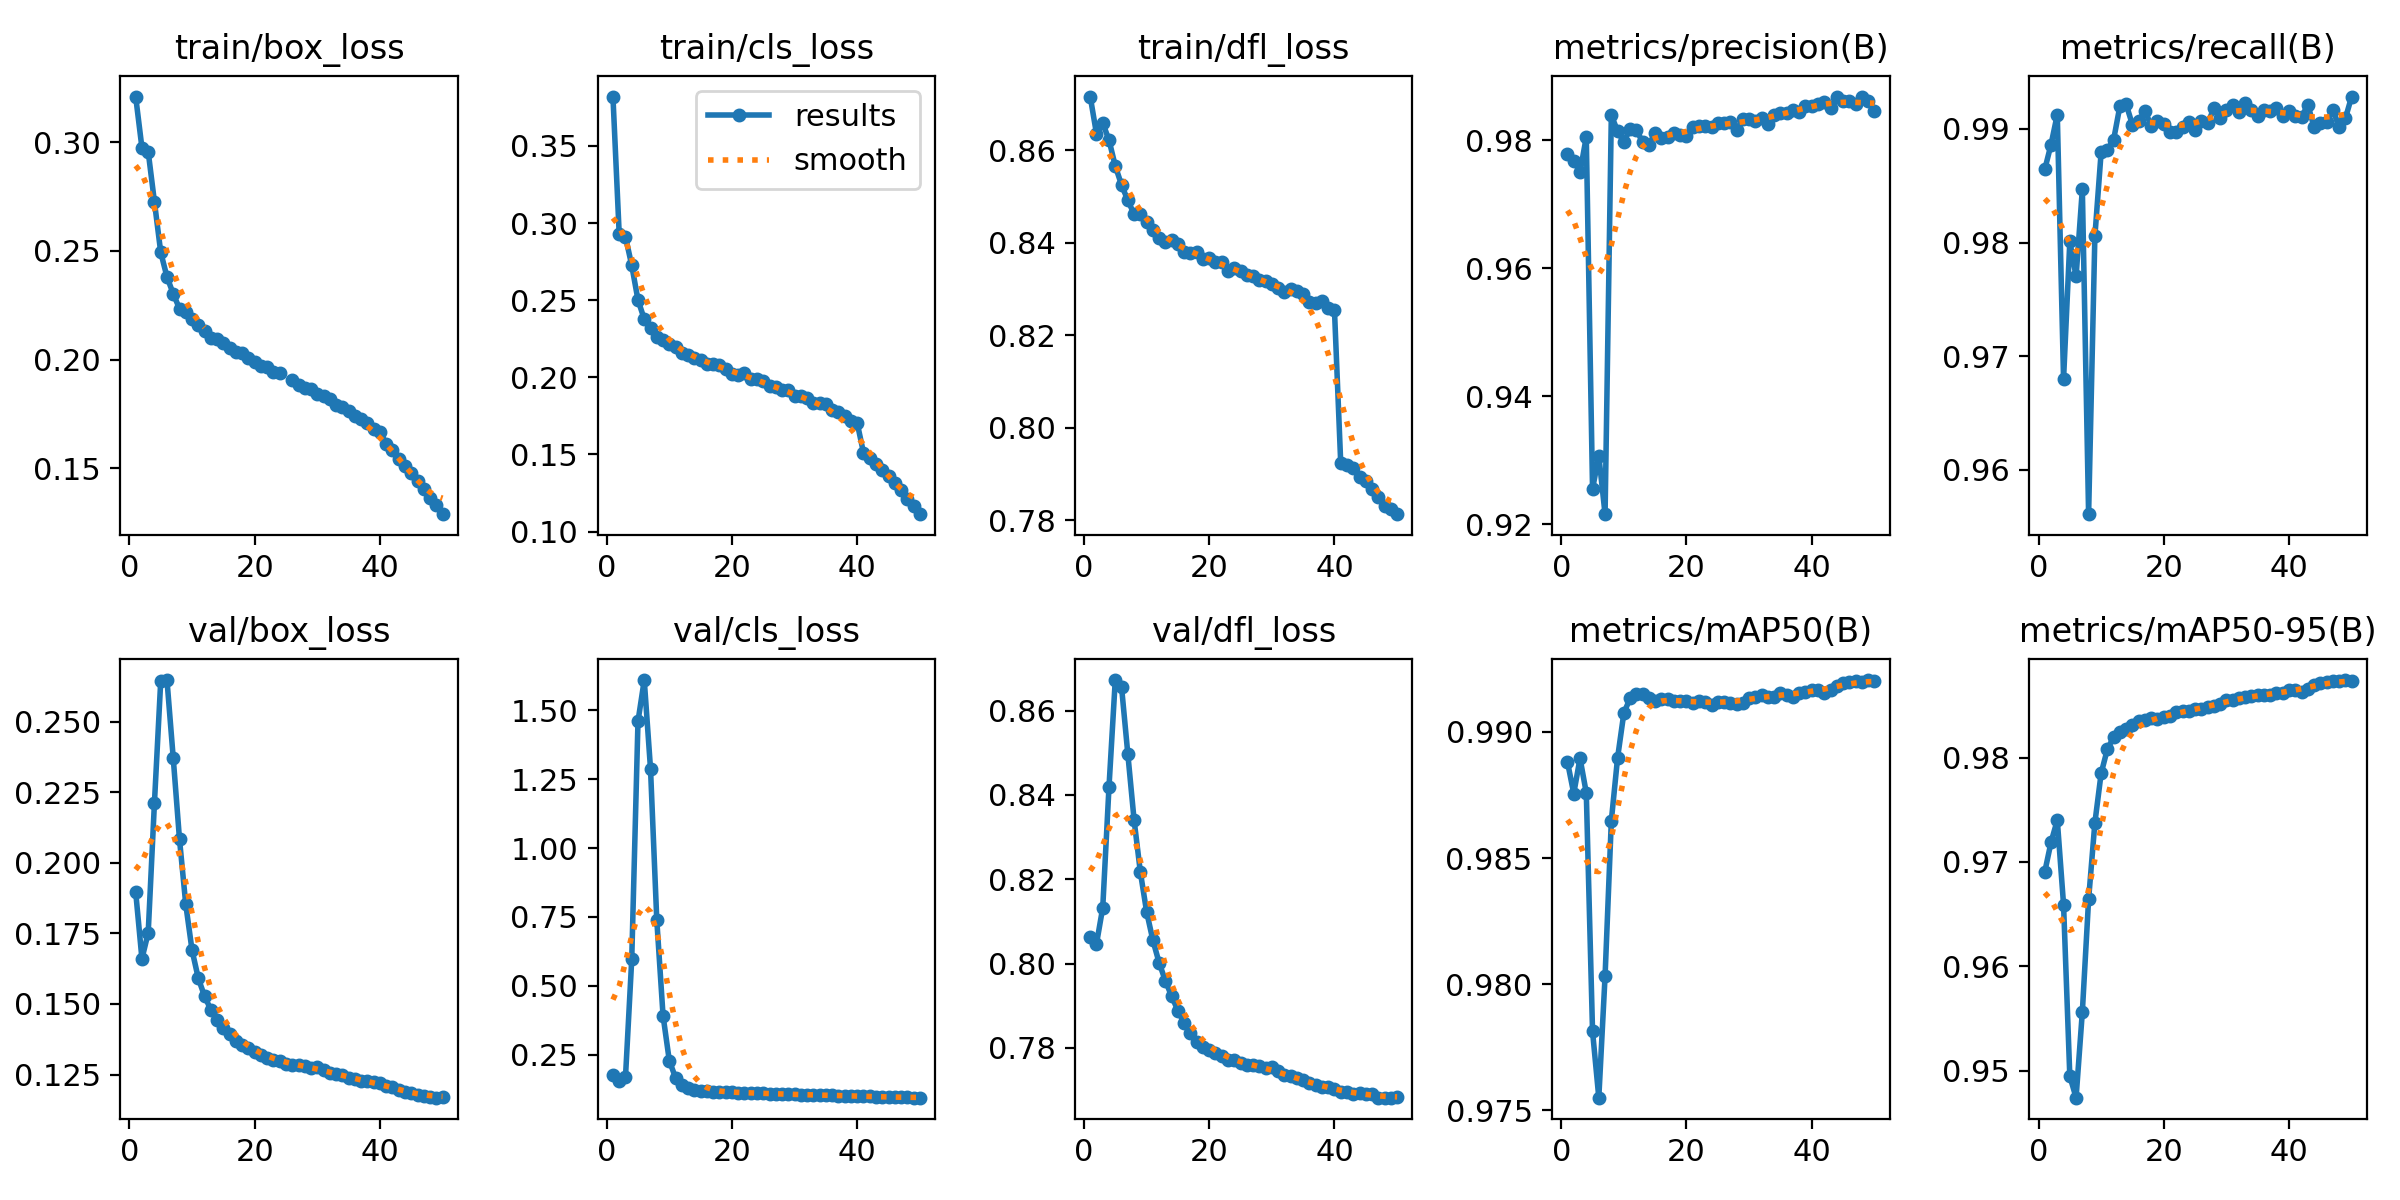 train/box_loss
0.30
0.25
0.20
0.15
0 20 40
train/cls_loss
results
smooth
0.35
0.30
0.25
0.20
0.15
0.10
0 20 40
train/dfl_loss
0.86
0.84
0.82
0.80
0.78
0 20 40
metrics/precision(B)
0.98
0.96
0.94
0.92
0 20 40
metrics/recall(B)
0.99
0.98
0.97
0.96
0 20 40
val/box_loss
0.250
0.225
0.200
0.175
0.150
0.125
0 20 40
val/cls_loss
1.50
1.25
1.00
0.75
0.50
0.25
0 20 40
val/dfl_loss
0.86
0.84
0.82
0.80
0.78
0 20 40
metrics/mAP50(B)
0.990
0.985
0.980
0.975
0 20 40
metrics/mAP50-95(B)
0.98
0.97
0.96
0.95
0 20 40